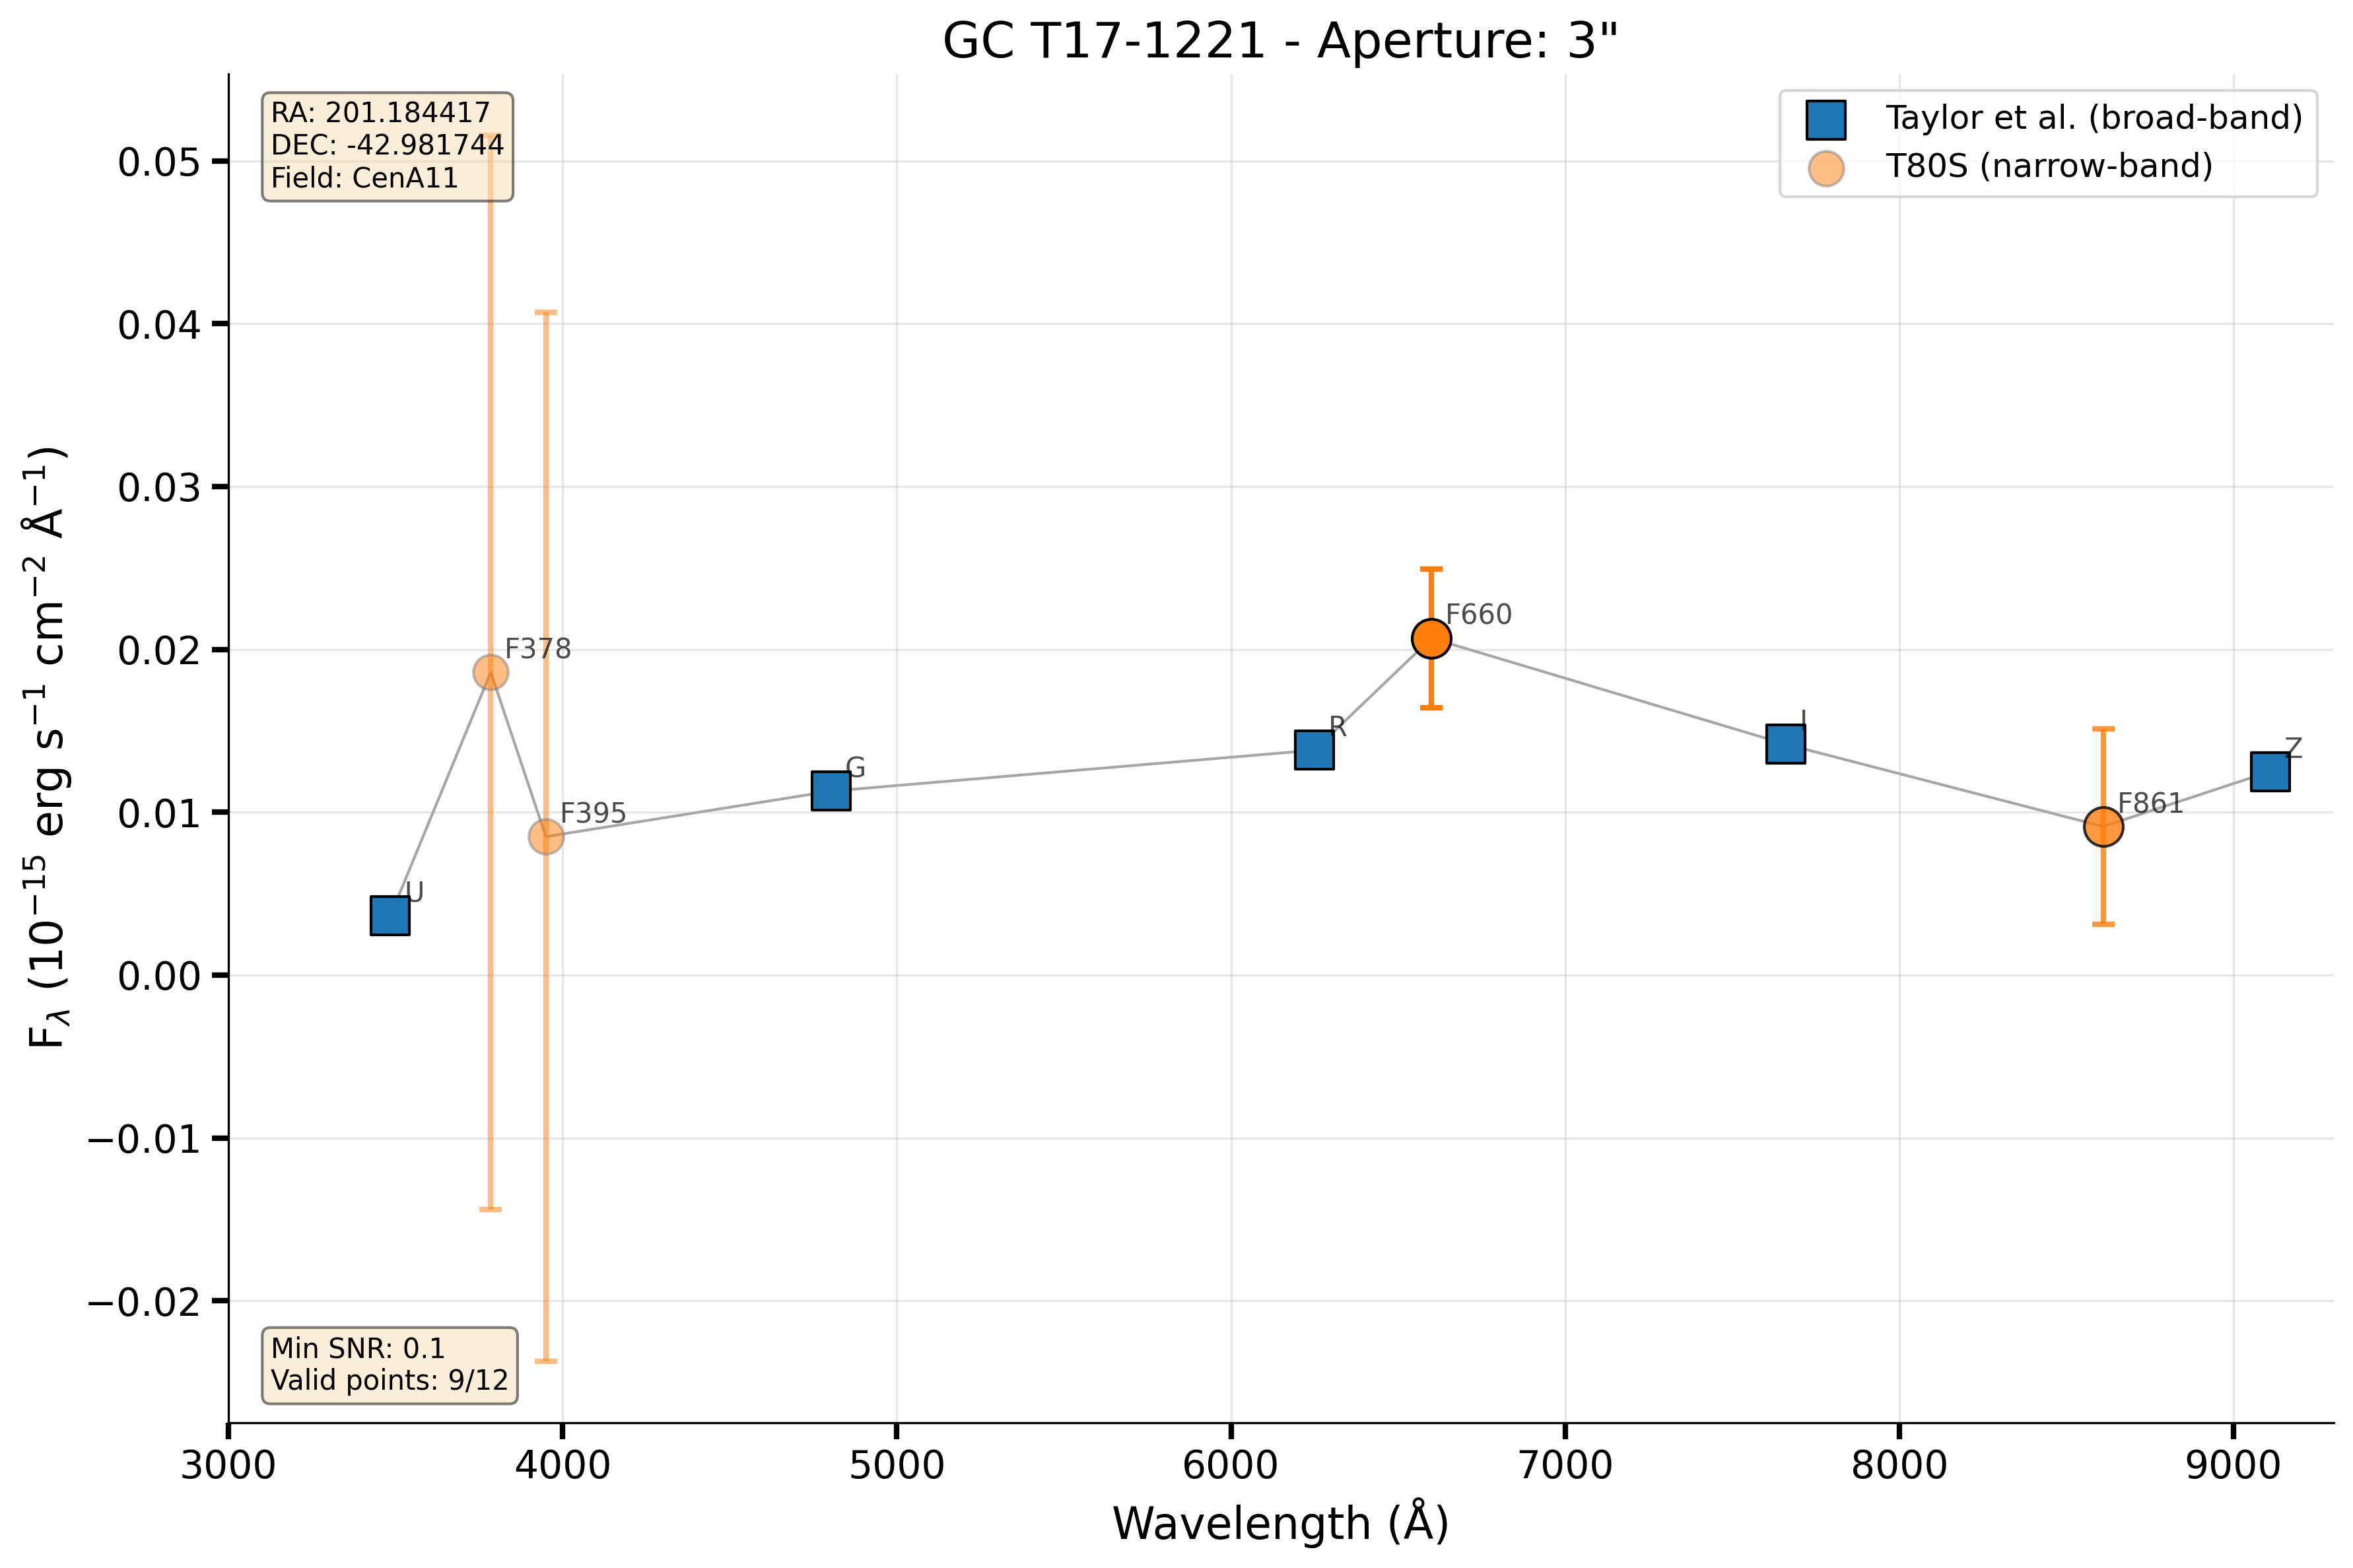 GC T17-1221 - Aperture: 3"
RA: 201.184417
DEC: -42.981744
Field: CenA11
Taylor et al. (broad-band)
T80S (narrow-band)
0.05
0.04
0.03
0.02
0.01
0.00
−0.01
−0.02
F_λ (10⁻¹⁵ erg s⁻¹ cm⁻² Å⁻¹)
U
F378
F395
G
R
F660
I
F861
Z
Min SNR: 0.1
Valid points: 9/12
3000 4000 5000 6000 7000 8000 9000
Wavelength (Å)